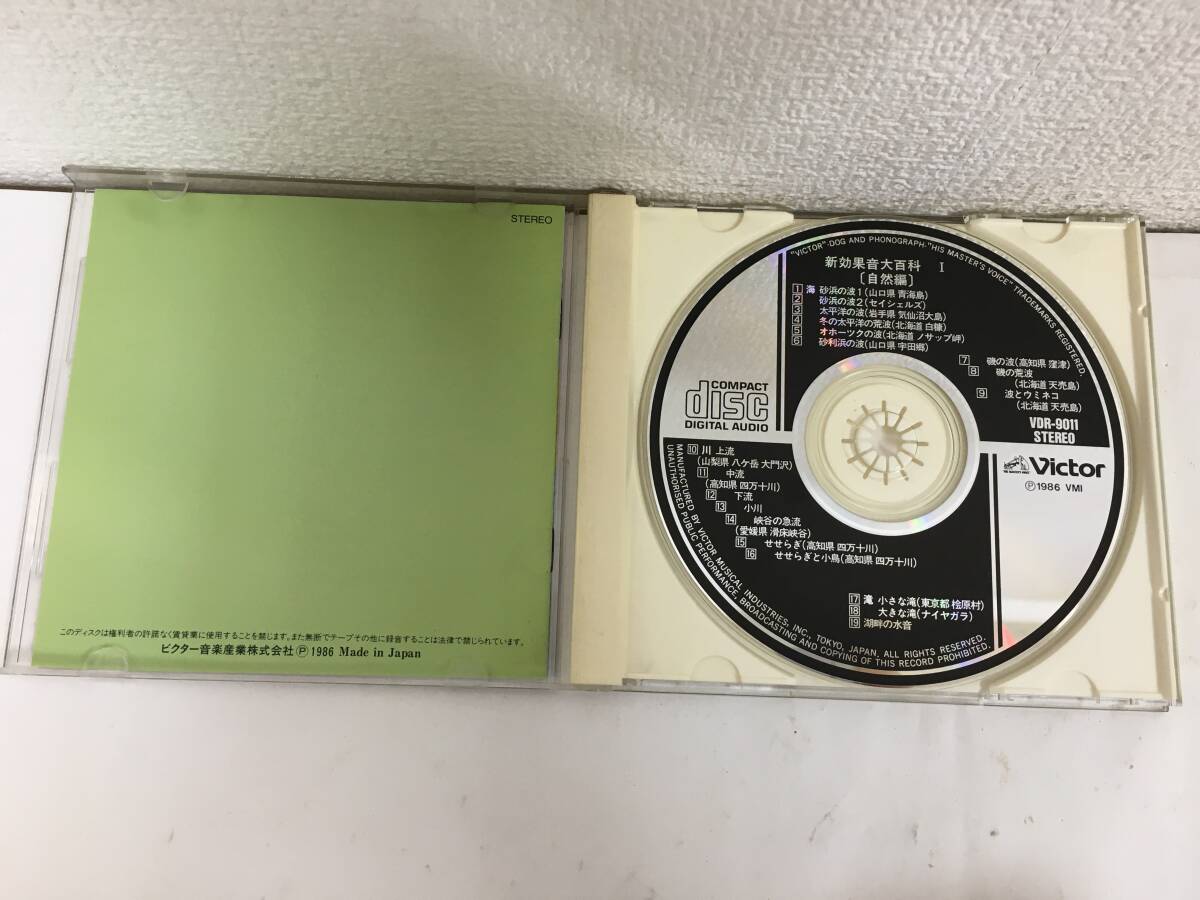 STEREO
このディスクは権利者の許諾なく賃貸業に使用することを禁じます。また無断でテープその他に録音することは法律で禁じられています。
ビクター音楽産業株式会社 Ⓟ 1986 Made in Japan
"VICTOR"-DOG AND PHONOGRAPH-"HIS MASTER'S VOICE" TRADEMARKS REGISTERED.
新効果音大百科 I
〔自然編〕
1 海 砂浜の波1(山口県 青海島)
2 砂浜の波2(セイシェルズ)
3 太平洋の波(岩手県 気仙沼大島)
4 冬の太平洋の荒波(北海道 白糠)
5 オホーツクの波(北海道 ノサップ岬)
6 砂利浜の波(山口県 宇田郷)
7 磯の波(高知県 窪津)
8 磯の荒波
(北海道 天売島)
9 波とウミネコ
(北海道 天売島)
COMPACT
disc
DIGITAL AUDIO
VDR-9011
STEREO
Victor
Ⓟ1986 VMI
10 川 上流
(山梨県 八ケ岳 大門沢)
11 中流
(高知県 四万十川)
12 下流
13 小川
14 峡谷の急流
(愛媛県 滑床峡谷)
15 せせらぎ(高知県 四万十川)
16 せせらぎと小鳥(高知県 四万十川)
17 滝 小さな滝(東京都 桧原村)
18 大きな滝(ナイヤガラ)
19 湖畔の水音
MANUFACTURED BY VICTOR MUSICAL INDUSTRIES, INC., TOKYO, JAPAN. ALL RIGHTS RESERVED.
UNAUTHORISED PUBLIC PERFORMANCE, BROADCASTING AND COPYING OF THIS RECORD PROHIBITED.